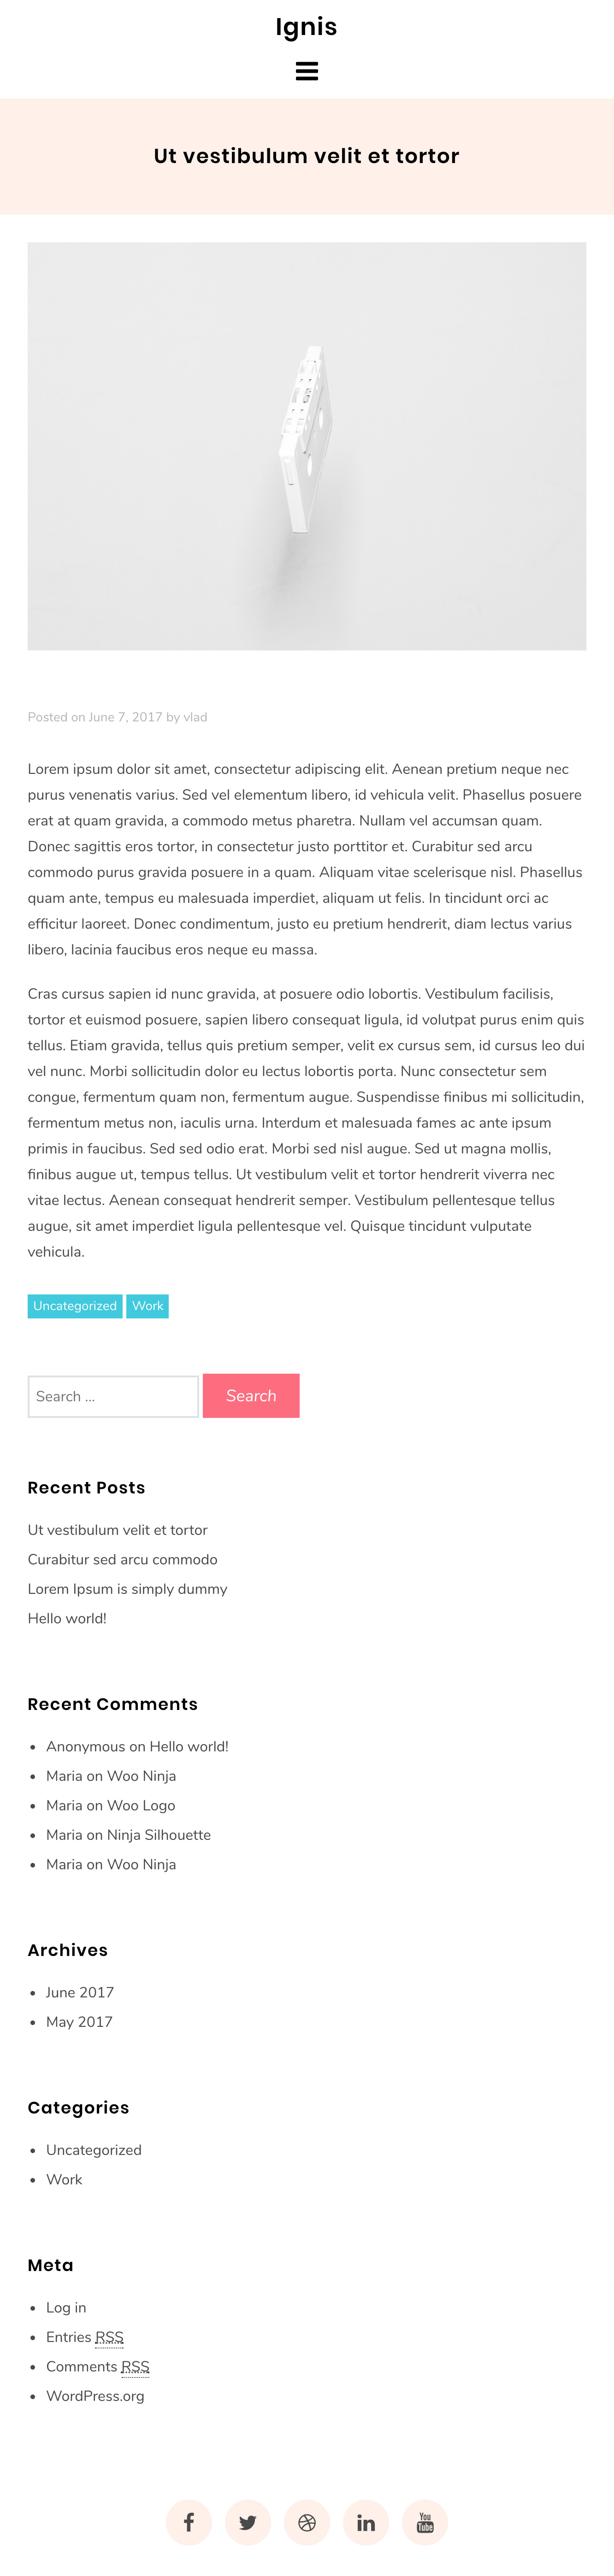 Ignis
Ut vestibulum velit et tortor
Posted on June 7, 2017 by vlad
Lorem ipsum dolor sit amet, consectetur adipiscing elit. Aenean pretium neque nec
purus venenatis varius. Sed vel elementum libero, id vehicula velit. Phasellus posuere
erat at quam gravida, a commodo metus pharetra. Nullam vel accumsan quam.
Donec sagittis eros tortor, in consectetur justo porttitor et. Curabitur sed arcu
commodo purus gravida posuere in a quam. Aliquam vitae scelerisque nisl. Phasellus
quam ante, tempus eu malesuada imperdiet, aliquam ut felis. In tincidunt orci ac
efficitur laoreet. Donec condimentum, justo eu pretium hendrerit, diam lectus varius
libero, lacinia faucibus eros neque eu massa.
Cras cursus sapien id nunc gravida, at posuere odio lobortis. Vestibulum facilisis,
tortor et euismod posuere, sapien libero consequat ligula, id volutpat purus enim quis
tellus. Etiam gravida, tellus quis pretium semper, velit ex cursus sem, id cursus leo dui
vel nunc. Morbi sollicitudin dolor eu lectus lobortis porta. Nunc consectetur sem
congue, fermentum quam non, fermentum augue. Suspendisse finibus mi sollicitudin,
fermentum metus non, iaculis urna. Interdum et malesuada fames ac ante ipsum
primis in faucibus. Sed sed odio erat. Morbi sed nisl augue. Sed ut magna mollis,
finibus augue ut, tempus tellus. Ut vestibulum velit et tortor hendrerit viverra nec
vitae lectus. Aenean consequat hendrerit semper. Vestibulum pellentesque tellus
augue, sit amet imperdiet ligula pellentesque vel. Quisque tincidunt vulputate
vehicula.
Uncategorized Work
Search ... Search
Recent Posts
Ut vestibulum velit et tortor
Curabitur sed arcu commodo
Lorem Ipsum is simply dummy
Hello world!
Recent Comments
Anonymous on Hello world!
Maria on Woo Ninja
Maria on Woo Logo
Maria on Ninja Silhouette
Maria on Woo Ninja
Archives
June 2017
May 2017
Categories
Uncategorized
Work
Meta
Log in
Entries RSS
Comments RSS
WordPress.org
You
Tube